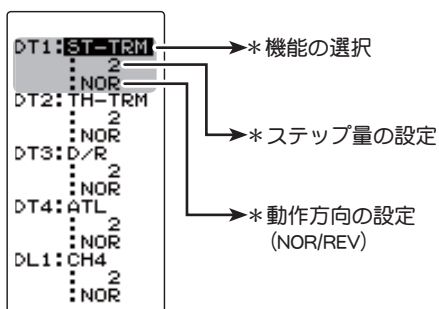 DT1:ST-TRM
:2
:NOR
DT2:TH-TRM
:2
:NOR
DT3:D/R
:2
:NOR
DT4:ATL
:2
:NOR
DL1:CH4
:2
:NOR
＊機能の選択
＊ステップ量の設定
＊動作方向の設定
（NOR/REV）